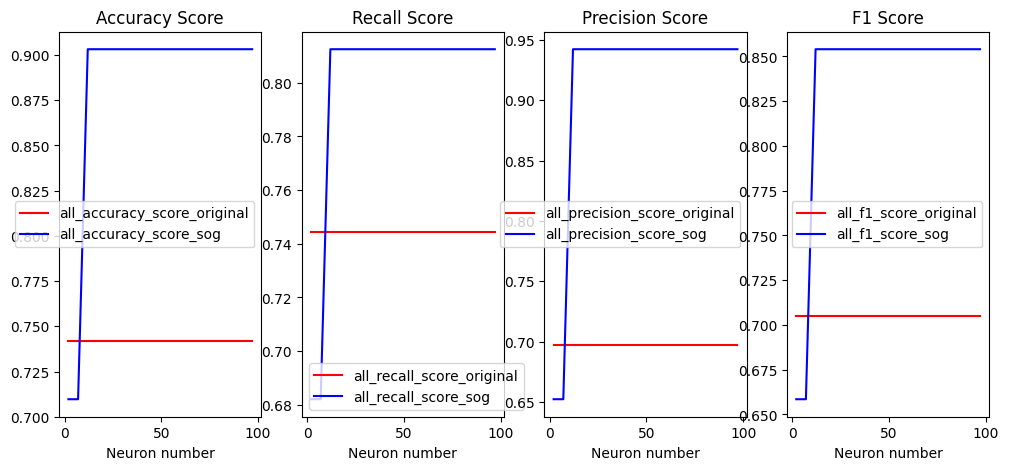 Accuracy Score
0.900
0.875
0.850
0.825
0.800
0.775
0.750
0.725
0.700
0
50
100
Neuron number
all_accuracy_score_original
all_accuracy_score_sog
Recall Score
0.80
0.78
0.76
0.74
0.72
0.70
0.68
0
50
100
Neuron number
all_recall_score_original
all_recall_score_sog
Precision Score
0.95
0.90
0.85
0.80
0.75
0.70
0.65
0
50
100
Neuron number
all_precision_score_original
all_precision_score_sog
F1 Score
0.850
0.825
0.800
0.775
0.750
0.725
0.700
0.675
0.650
0
50
100
Neuron number
all_f1_score_original
all_f1_score_sog